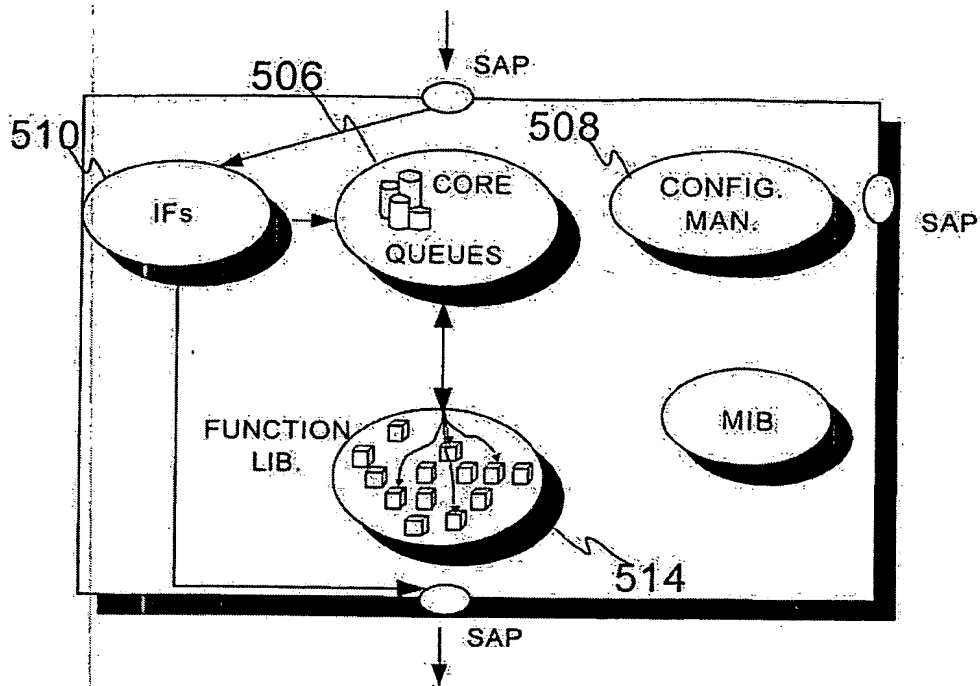 SAP
506
510
508
IFs
CORE
QUEUES
CONFIG.
MAN.
SAP
FUNCTION
LIB.
MIB
514
SAP